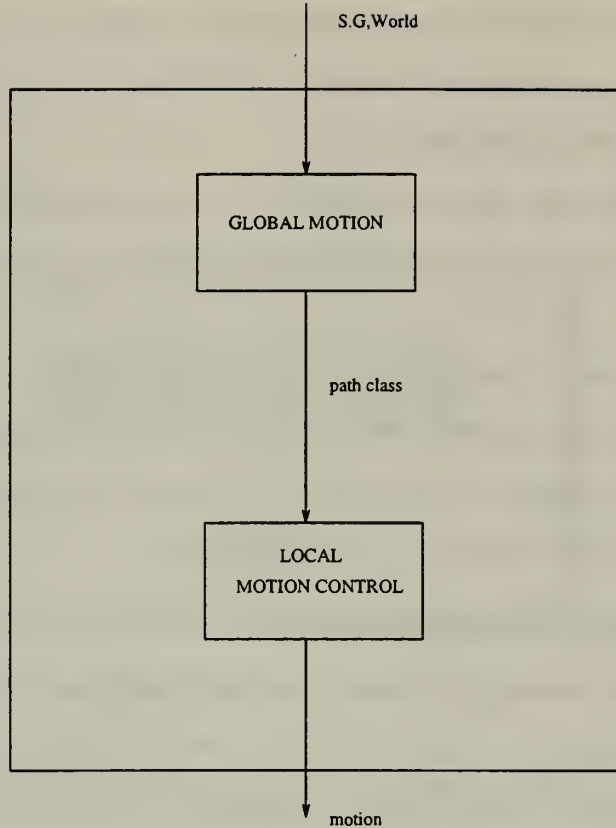 S.G,World
GLOBAL MOTION
path class
LOCAL
MOTION CONTROL
motion